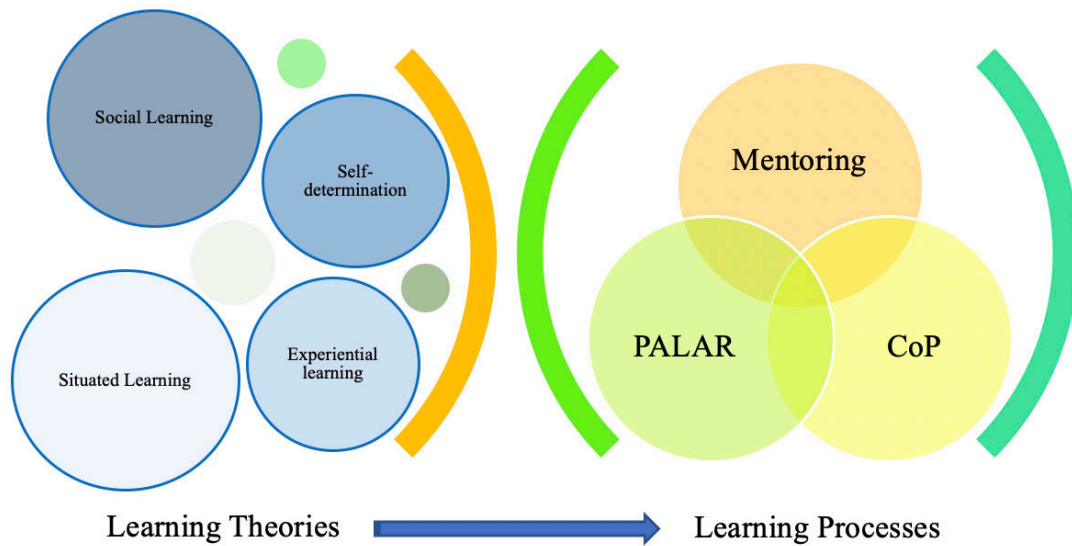 Social Learning
Self-
determination
Situated Learning
Experiential
learning
Mentoring
PALAR
CoP
Learning Theories
Learning Processes